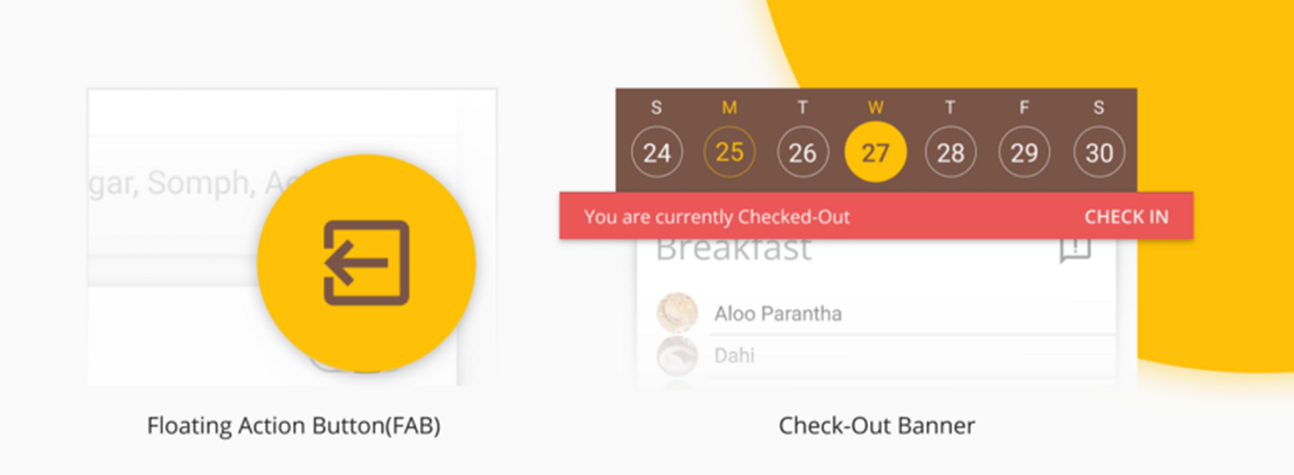 gar, Somph,
Floating Action Button(FAB)
S M T W T F S
24 25 26 27 28 29 30
You are currently Checked-Out CHECK IN
Breakfast
Aloo Parantha
Dahi
Check-Out Banner